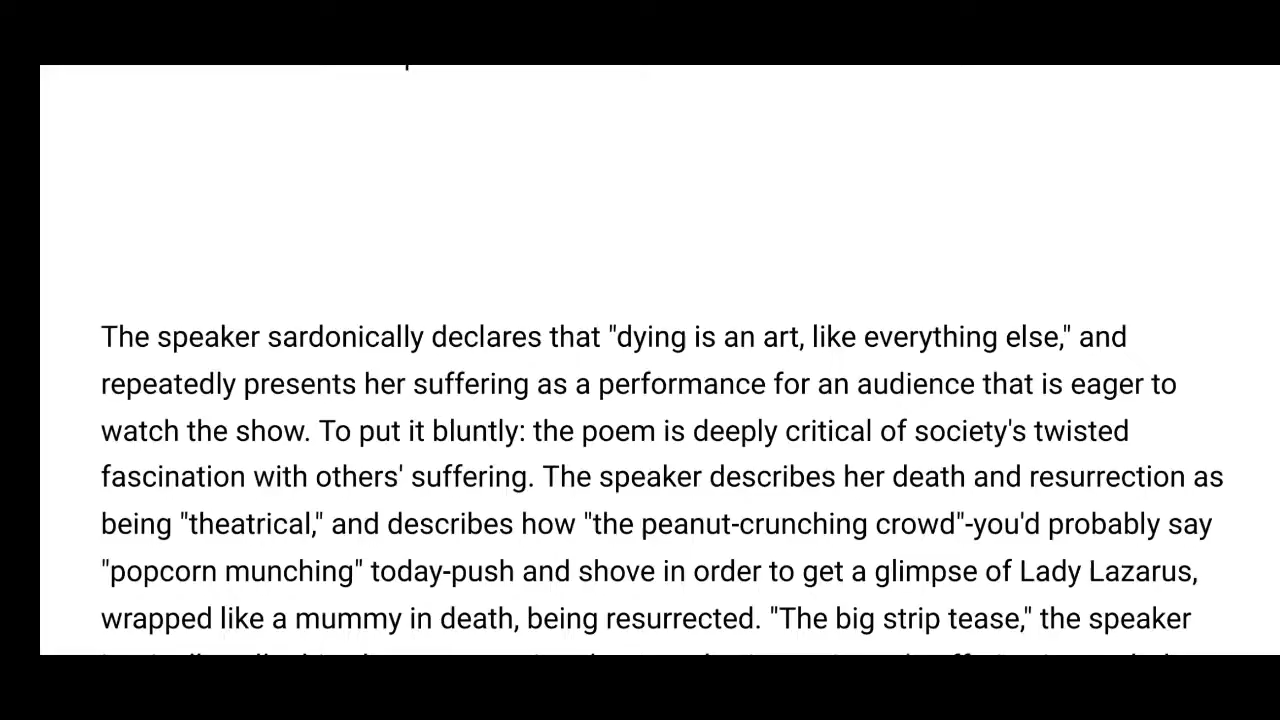 The speaker sardonically declares that "dying is an art, like everything else," and
repeatedly presents her suffering as a performance for an audience that is eager to
watch the show. To put it bluntly: the poem is deeply critical of society's twisted
fascination with others' suffering. The speaker describes her death and resurrection as
being "theatrical," and describes how "the peanut-crunching crowd"-you'd probably say
"popcorn munching" today-push and shove in order to get a glimpse of Lady Lazarus,
wrapped like a mummy in death, being resurrected. "The big strip tease," the speaker